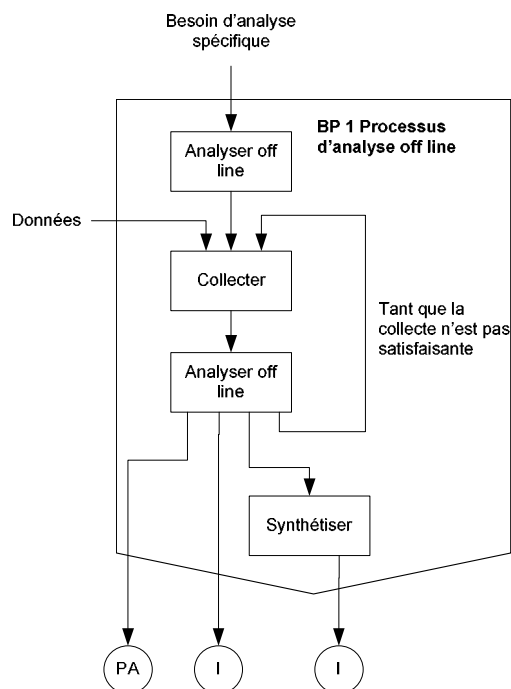 Besoin d'analyse
spécifique
BP 1 Processus
d'analyse off line
Analyser off
line
Données
Collecter
Tant que la
collecte n'est pas
satisfaisante
Analyser off
line
Synthétiser
PA
I
I